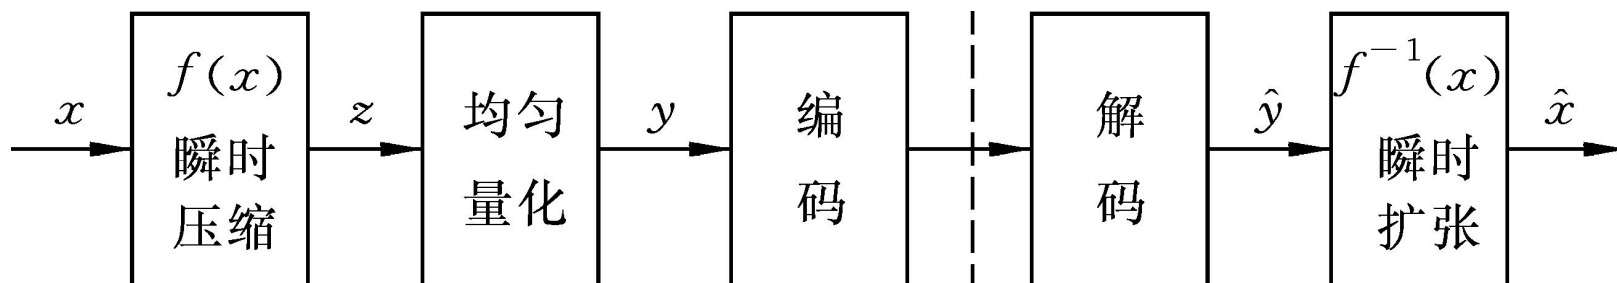 x
f(x)
瞬时
压缩
z
均匀
量化
y
编
码
解
码
ŷ
f⁻¹(x)
瞬时
扩张
x̂